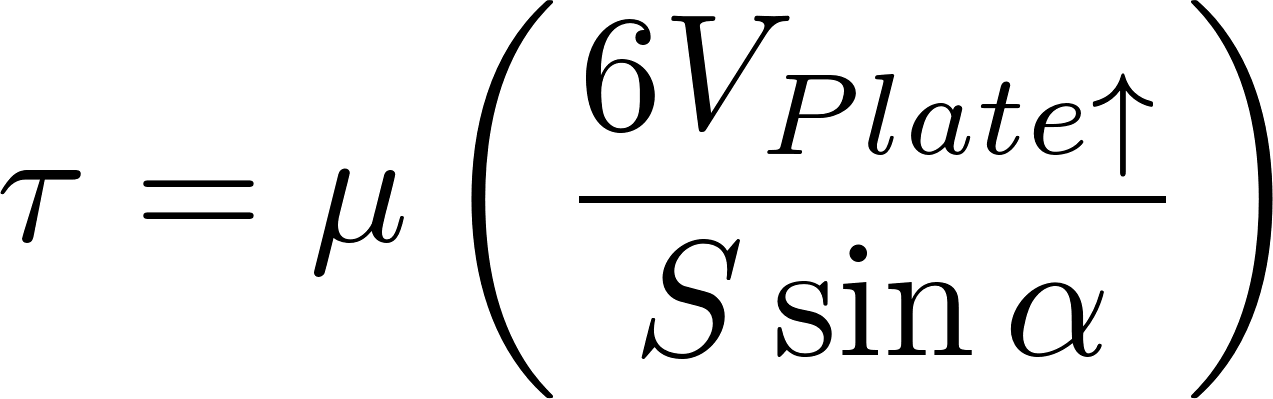 τ = μ ( 6V_{Plate↑} / S sin α )